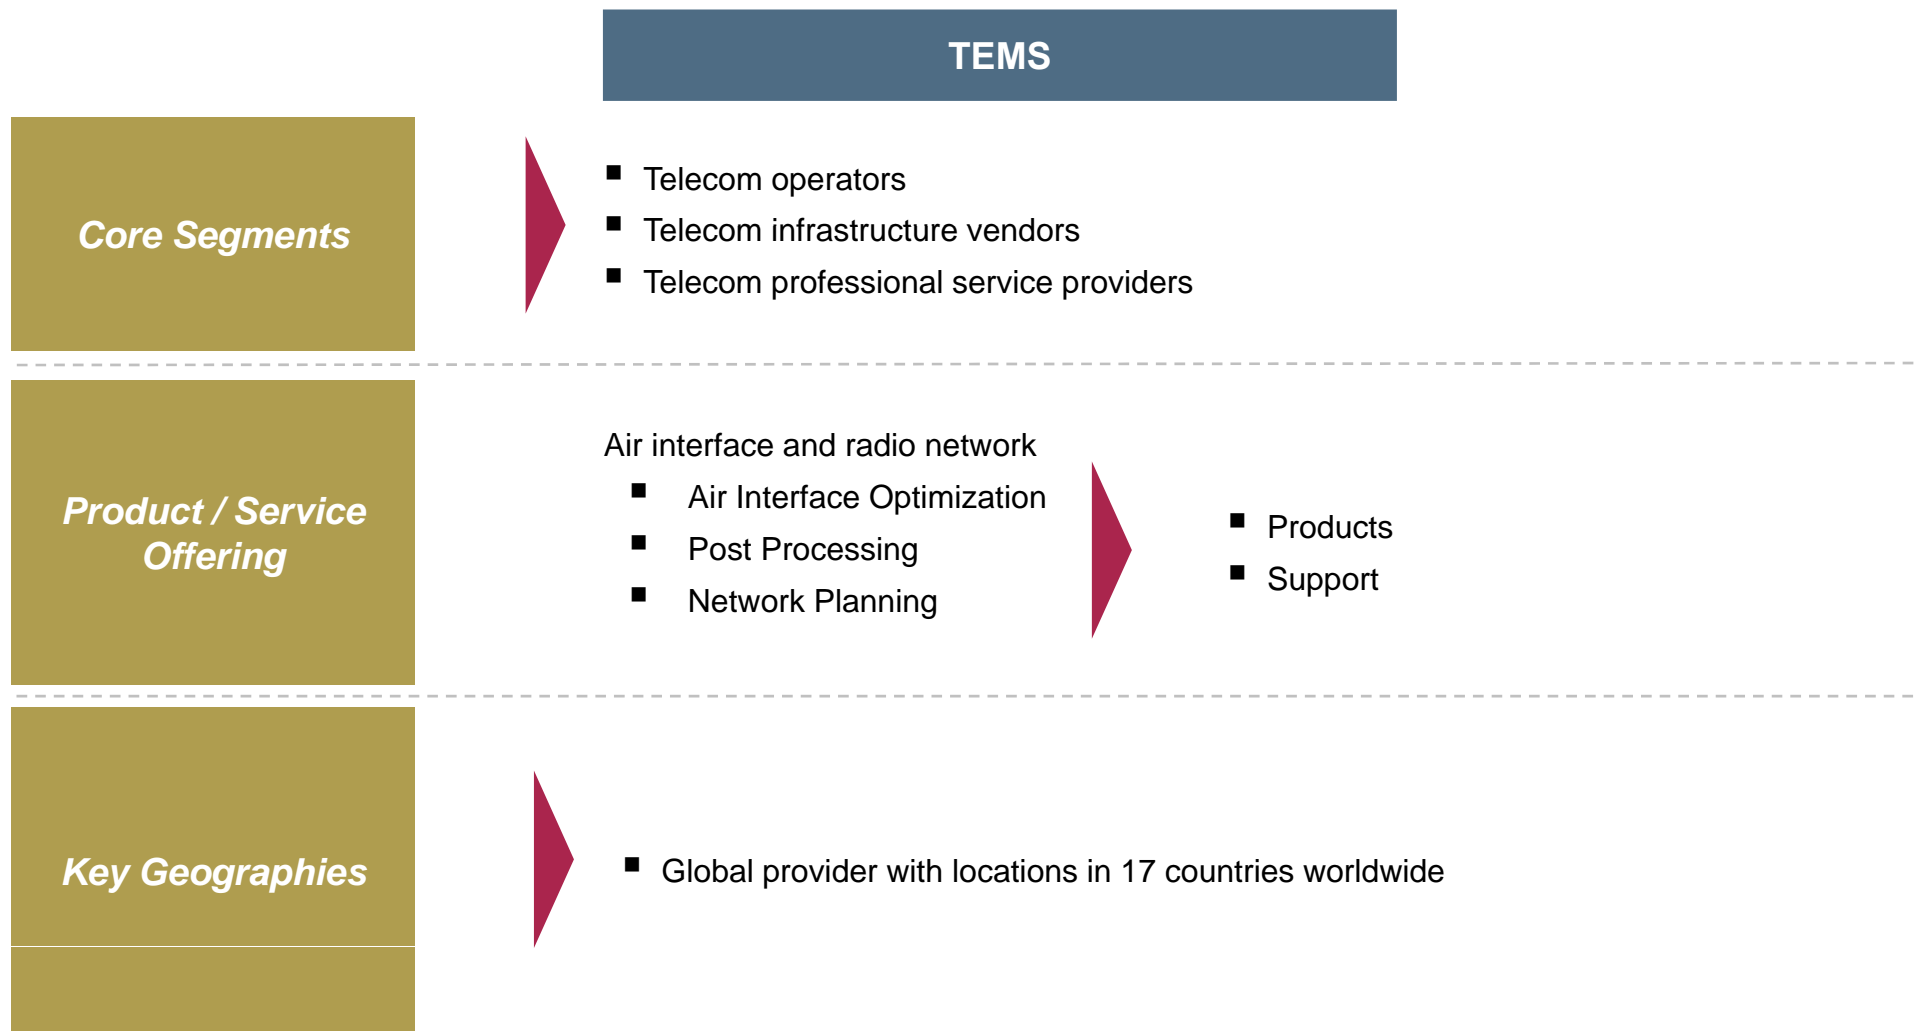 TEMS
Core Segments
■ Telecom operators
■ Telecom infrastructure vendors
■ Telecom professional service providers
Product / Service
Offering
Air interface and radio network
■ Air Interface Optimization
■ Post Processing
■ Network Planning
■ Products
■ Support
Key Geographies
■ Global provider with locations in 17 countries worldwide